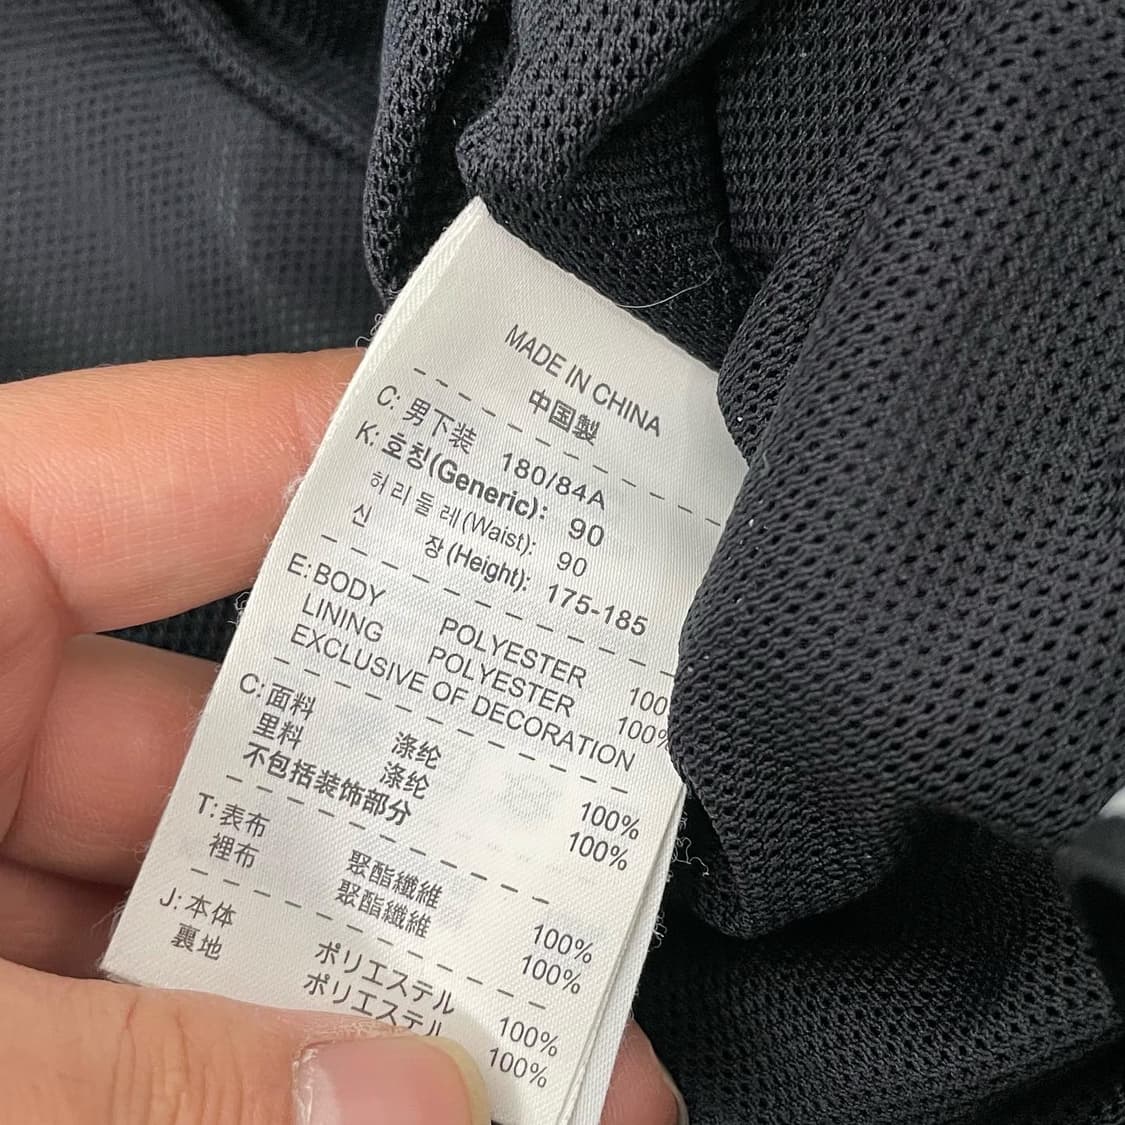 MADE IN CHINA
中国製
C: 男下装 180/84A
K: 호칭(Generic): 90
허리둘레(Waist): 90
신 장(Height): 175-185
E: BODY POLYESTER 100
LINING POLYESTER 100%
EXCLUSIVE OF DECORATION
C: 面料 涤纶 100%
里料 涤纶 100%
不包括装饰部分
T: 表布 聚酯纖維 100%
裡布 聚酯纖維 100%
J: 本体 ポリエステル 100%
裏地 ポリエステル 100%